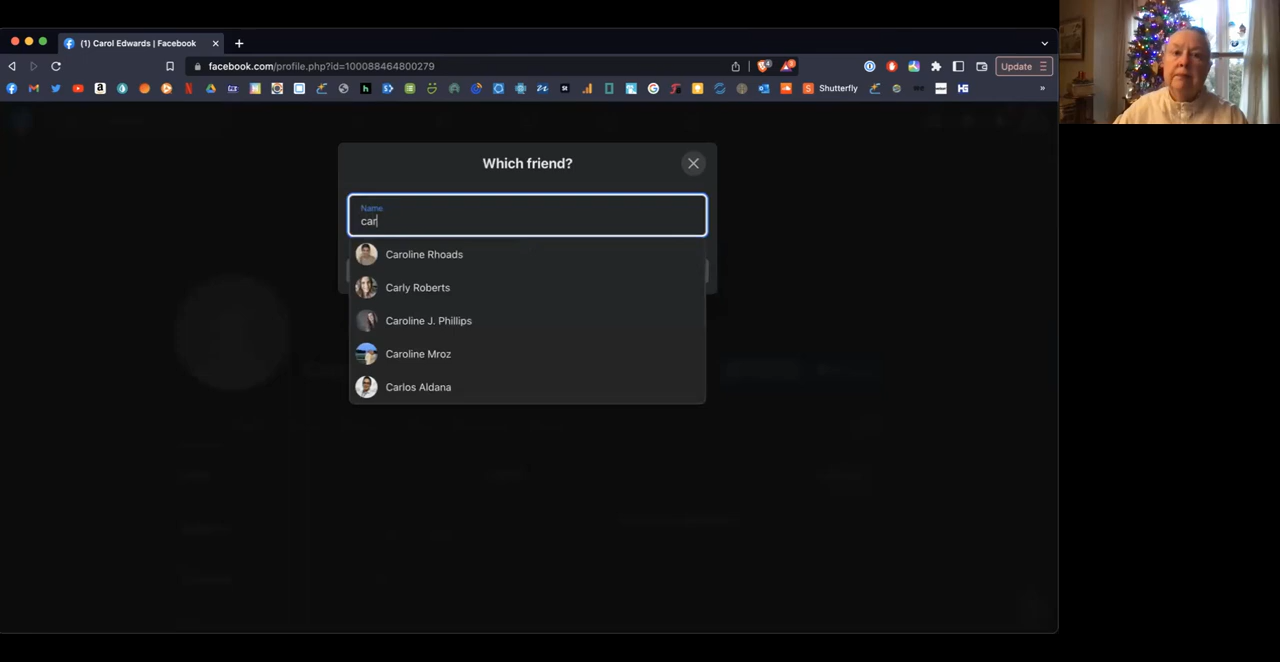 (1) Carol Edwards | Facebook
facebook.com/profile.php?id=100088464800279
Update
Shutterfly
Which friend?
Name
car
Caroline Rhoads
Carly Roberts
Caroline J. Phillips
Caroline Mroz
Carlos Aldana